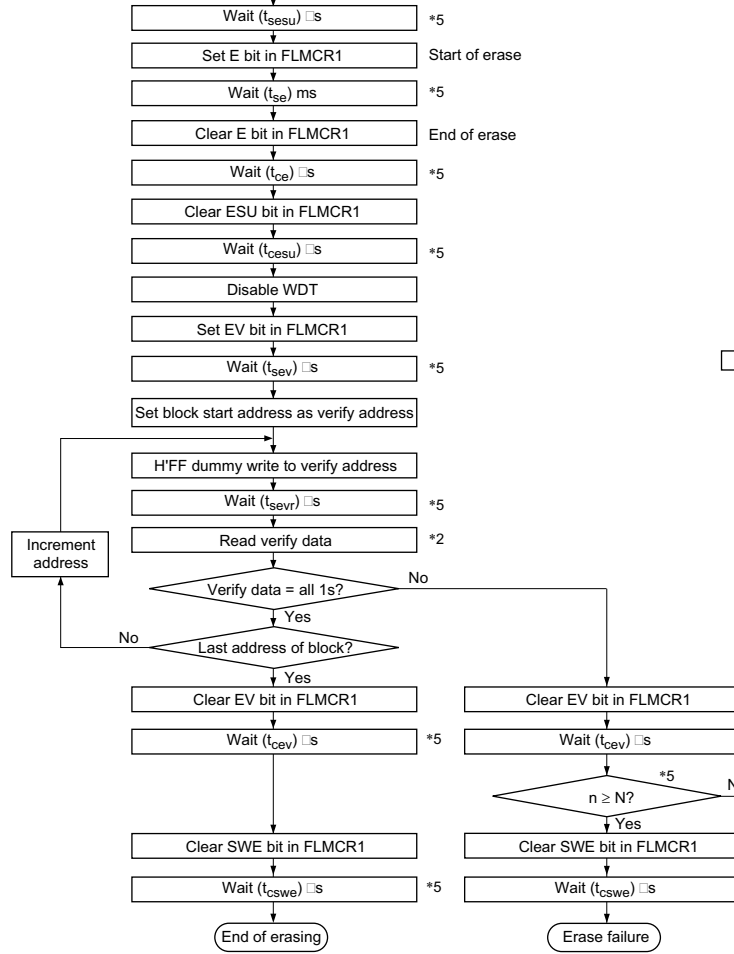 Wait (tsesu) □s *5
Set E bit in FLMCR1 Start of erase
Wait (tse) ms *5
Clear E bit in FLMCR1 End of erase
Wait (tce) □s *5
Clear ESU bit in FLMCR1
Wait (tcesu) □s *5
Disable WDT
Set EV bit in FLMCR1
Wait (tsev) □s *5
Set block start address as verify address
H'FF dummy write to verify address
Wait (tsevr) □s *5
Increment
address
Read verify data *2
Verify data = all 1s?
No
Yes
Last address of block?
No
Yes
Clear EV bit in FLMCR1
Wait (tcev) □s *5
Clear SWE bit in FLMCR1
Wait (tcswe) □s *5
End of erasing
Clear EV bit in FLMCR1
Wait (tcev) □s
*5
n ≥ N?
Yes
Clear SWE bit in FLMCR1
Wait (tcswe) □s
Erase failure